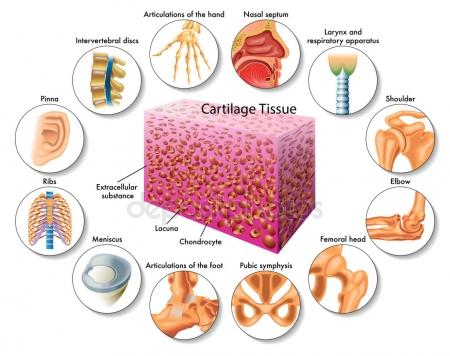 Articulations of the hand
Nasal septum
Intervertebral discs
Larynx and
respiratory apparatus
Pinna
Cartilage Tissue
Shoulder
Ribs
Extracellular
substance
Elbow
Lacuna
Chondrocyte
Meniscus
Articulations of the foot
Pubic symphysis
Femoral head
depositphotos